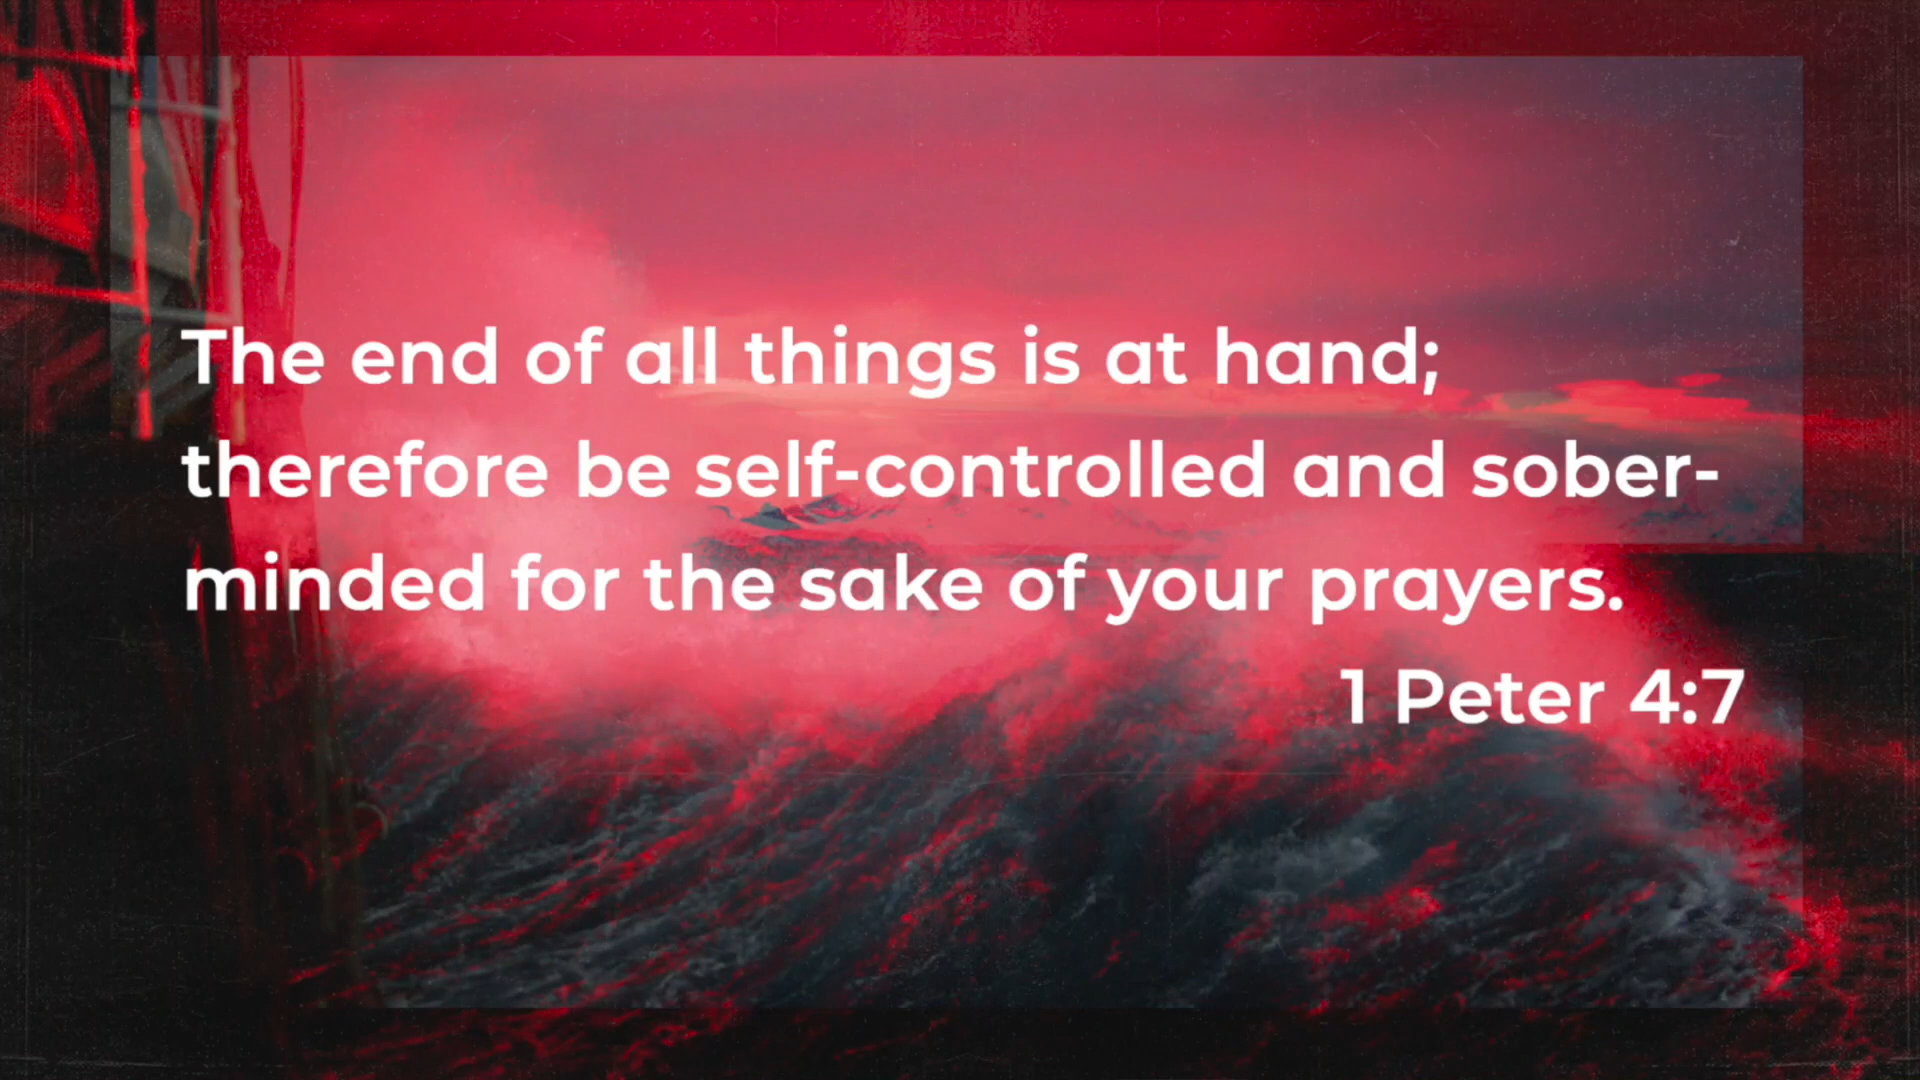 The end of all things is at hand;
therefore be self-controlled and sober-
minded for the sake of your prayers.
1 Peter 4:7